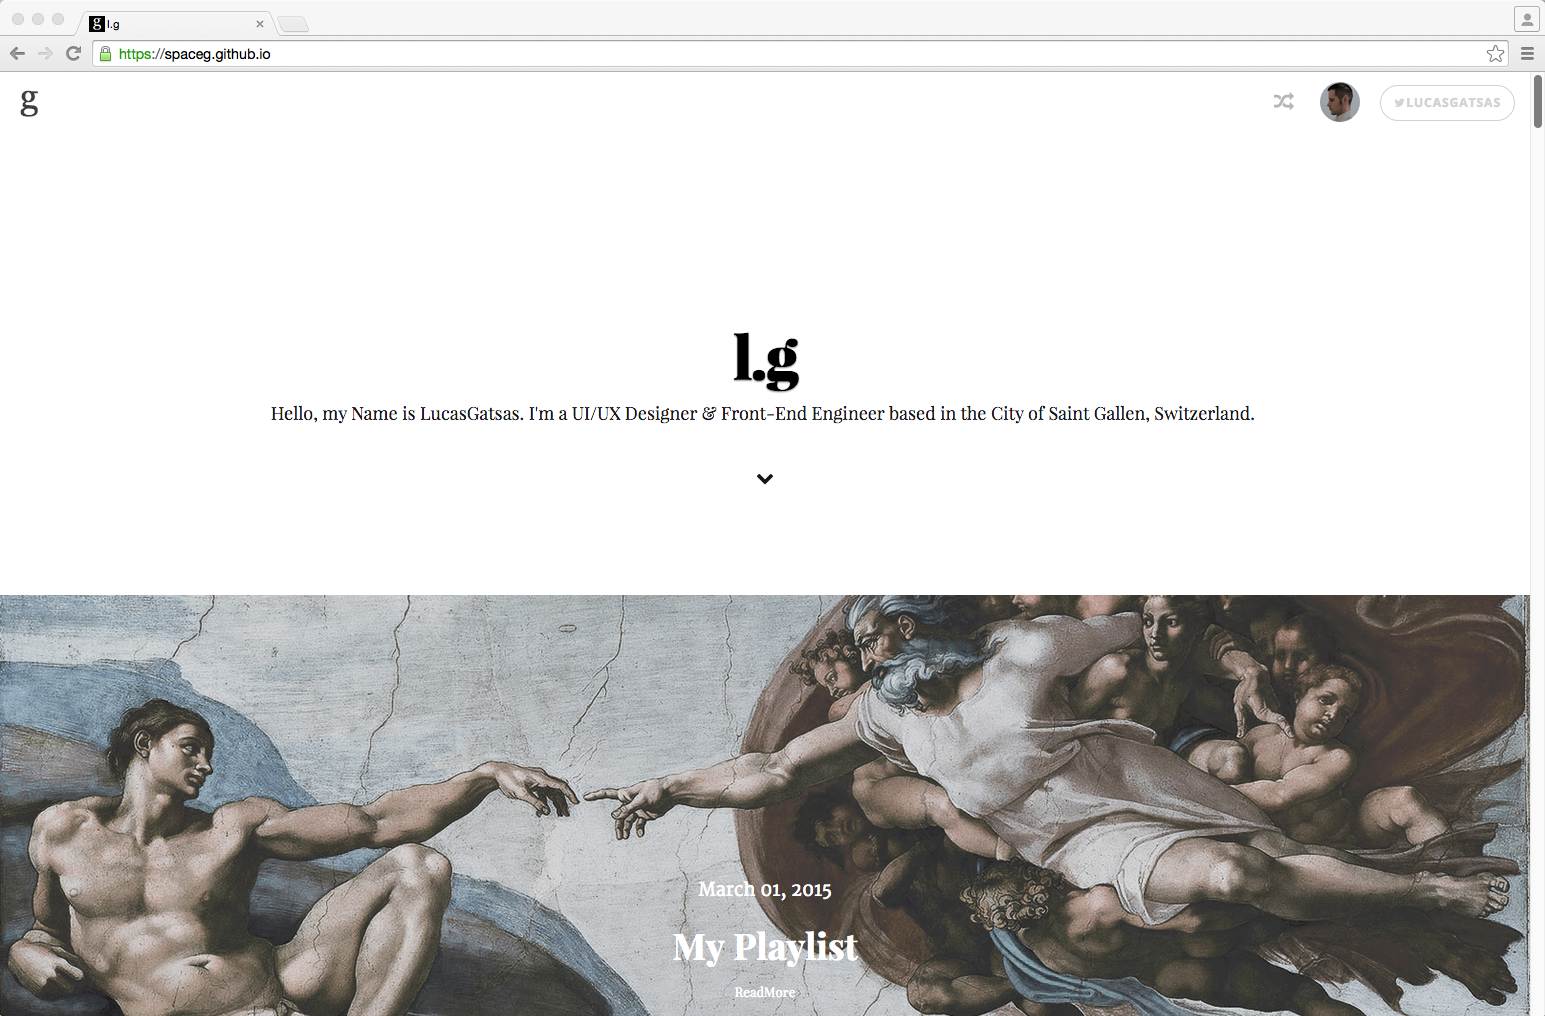 l.g
https://spaceg.github.io
g
LUCASGATSAS
l.g
Hello, my Name is LucasGatsas. I'm a UI/UX Designer & Front-End Engineer based in the City of Saint Gallen, Switzerland.
March 01, 2015
My Playlist
ReadMore